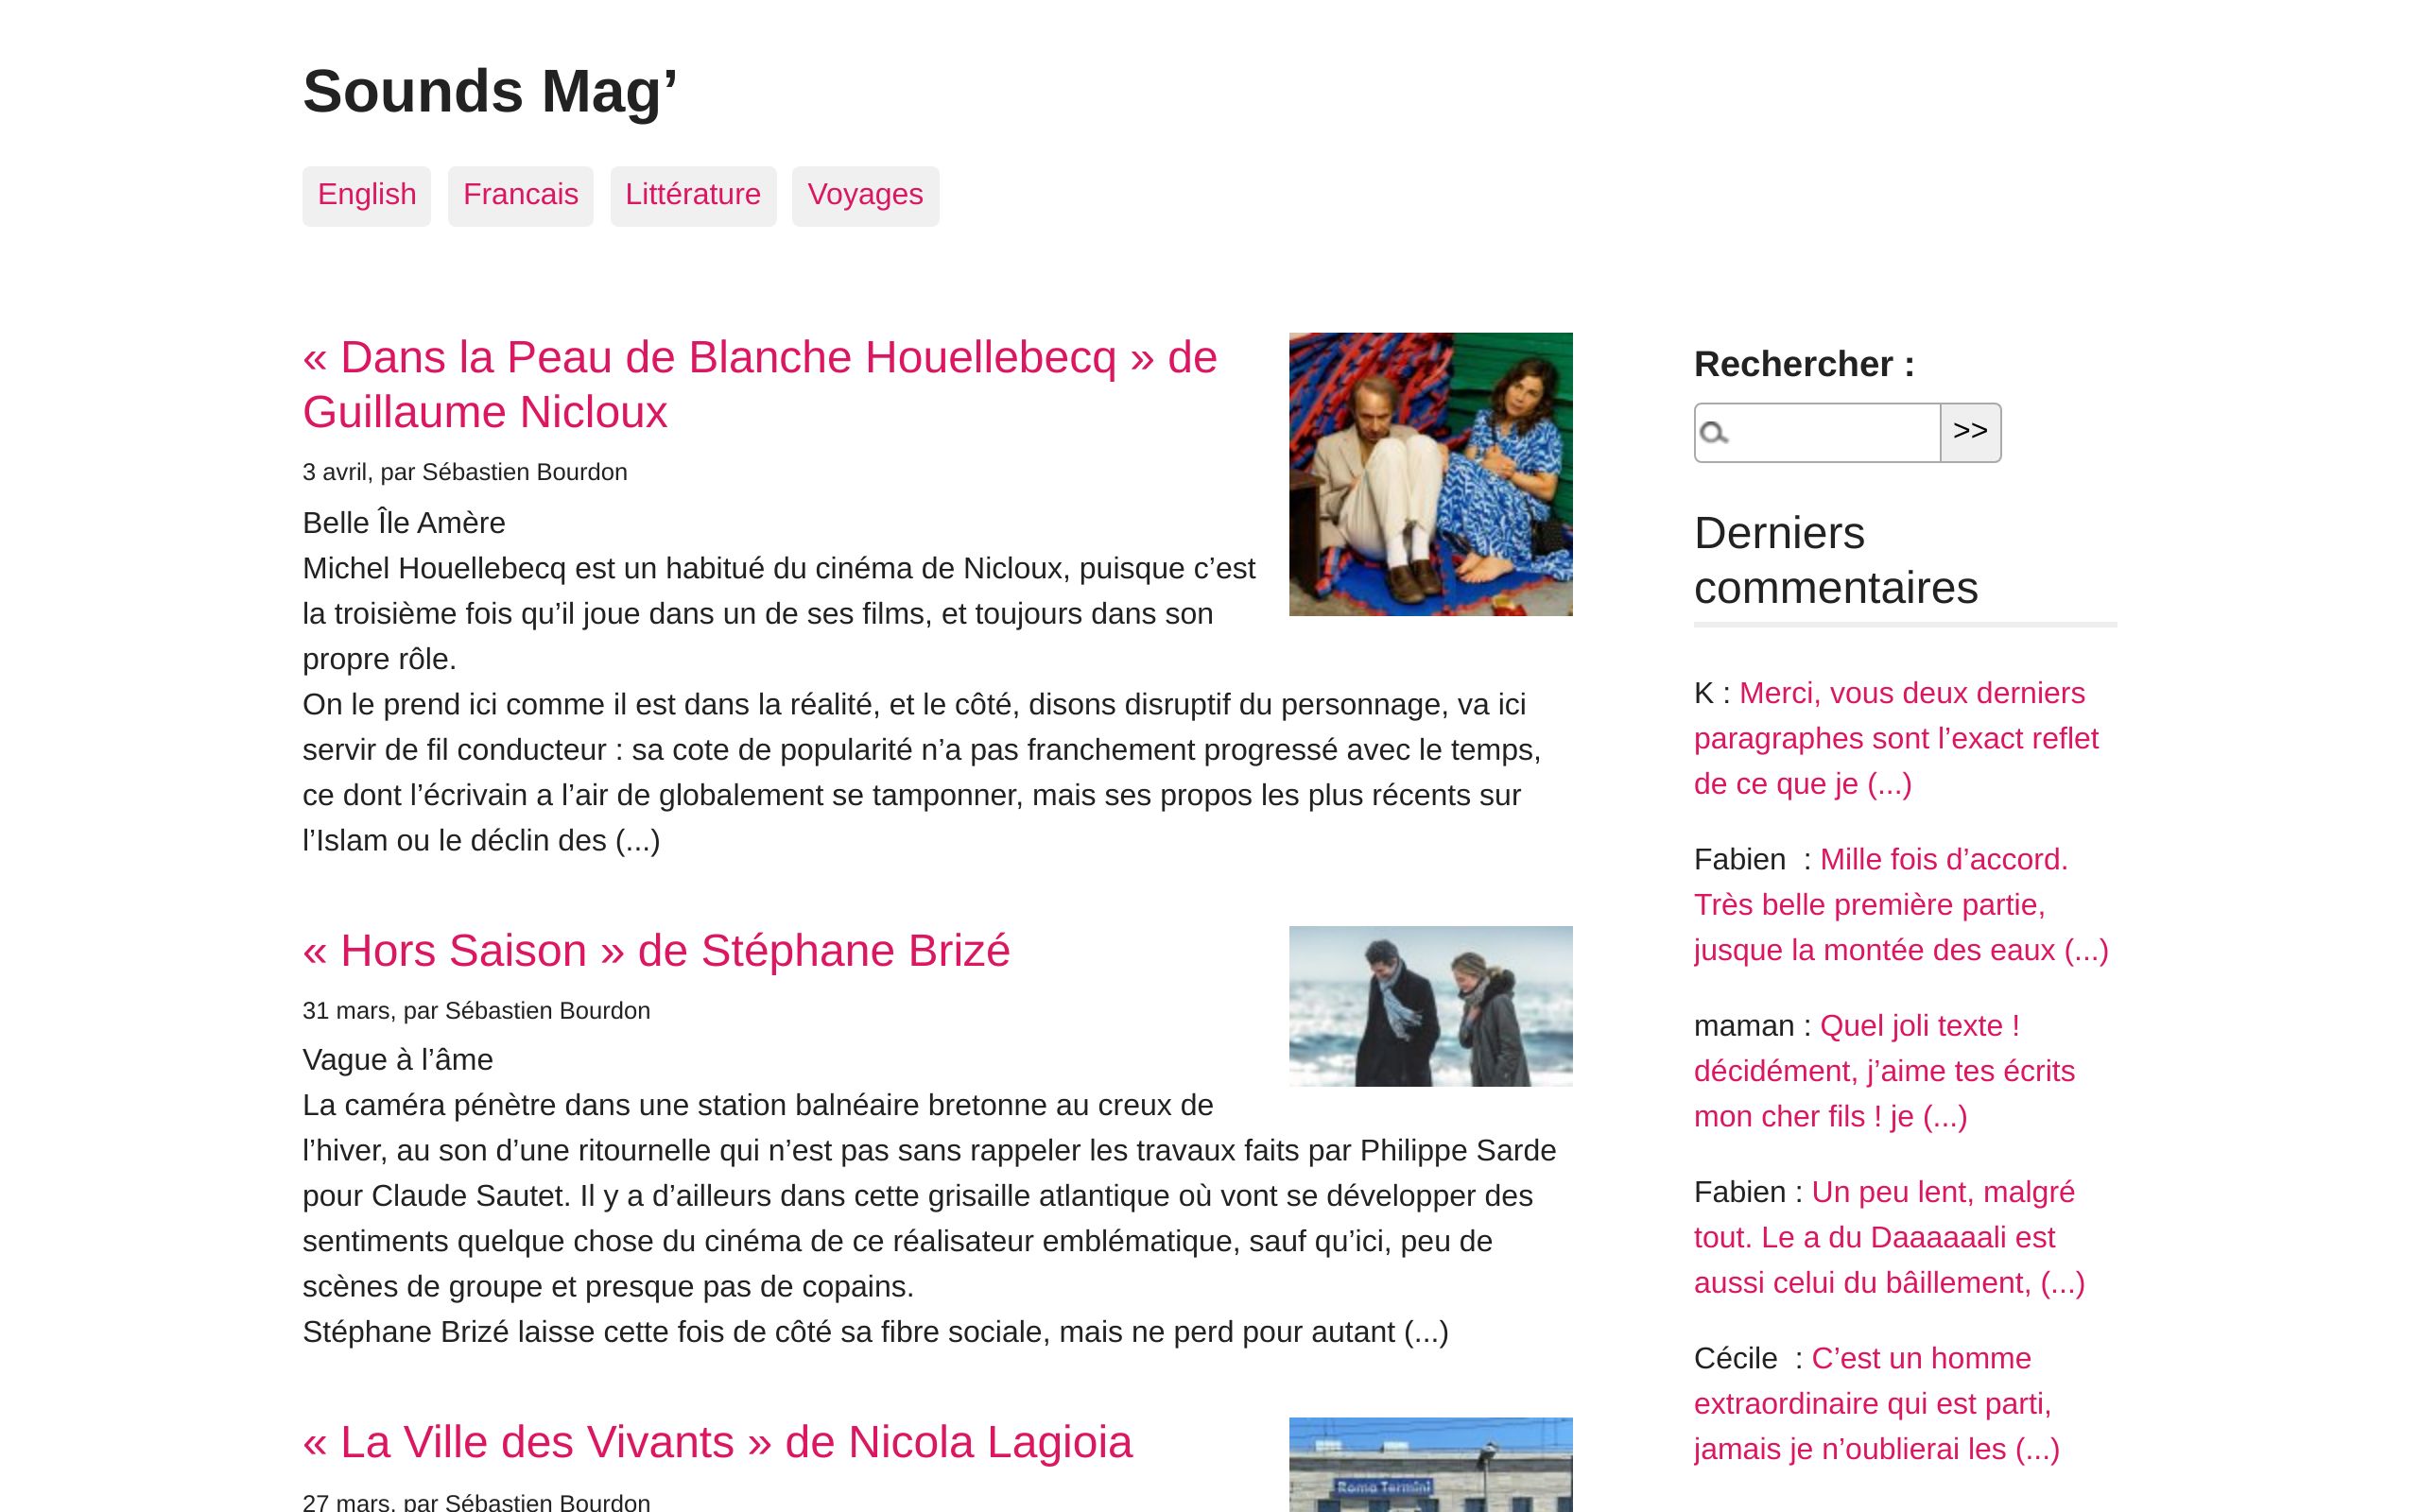 Sounds Mag’
English
Francais
Littérature
Voyages
« Dans la Peau de Blanche Houellebecq » de
Guillaume Nicloux
3 avril, par Sébastien Bourdon
Belle Île Amère
Michel Houellebecq est un habitué du cinéma de Nicloux, puisque c’est
la troisième fois qu’il joue dans un de ses films, et toujours dans son
propre rôle.
On le prend ici comme il est dans la réalité, et le côté, disons disruptif du personnage, va ici
servir de fil conducteur : sa cote de popularité n’a pas franchement progressé avec le temps,
ce dont l’écrivain a l’air de globalement se tamponner, mais ses propos les plus récents sur
l’Islam ou le déclin des (...)
« Hors Saison » de Stéphane Brizé
31 mars, par Sébastien Bourdon
Vague à l’âme
La caméra pénètre dans une station balnéaire bretonne au creux de
l’hiver, au son d’une ritournelle qui n’est pas sans rappeler les travaux faits par Philippe Sarde
pour Claude Sautet. Il y a d’ailleurs dans cette grisaille atlantique où vont se développer des
sentiments quelque chose du cinéma de ce réalisateur emblématique, sauf qu’ici, peu de
scènes de groupe et presque pas de copains.
Stéphane Brizé laisse cette fois de côté sa fibre sociale, mais ne perd pour autant (...)
« La Ville des Vivants » de Nicola Lagioia
27 mars, par Sébastien Bourdon
Roma Termini
Rechercher :
>>
Derniers
commentaires
K : Merci, vous deux derniers
paragraphes sont l’exact reflet
de ce que je (...)
Fabien  : Mille fois d’accord.
Très belle première partie,
jusque la montée des eaux (...)
maman : Quel joli texte !
décidément, j’aime tes écrits
mon cher fils ! je (...)
Fabien : Un peu lent, malgré
tout. Le a du Daaaaaali est
aussi celui du bâillement, (...)
Cécile  : C’est un homme
extraordinaire qui est parti,
jamais je n’oublierai les (...)